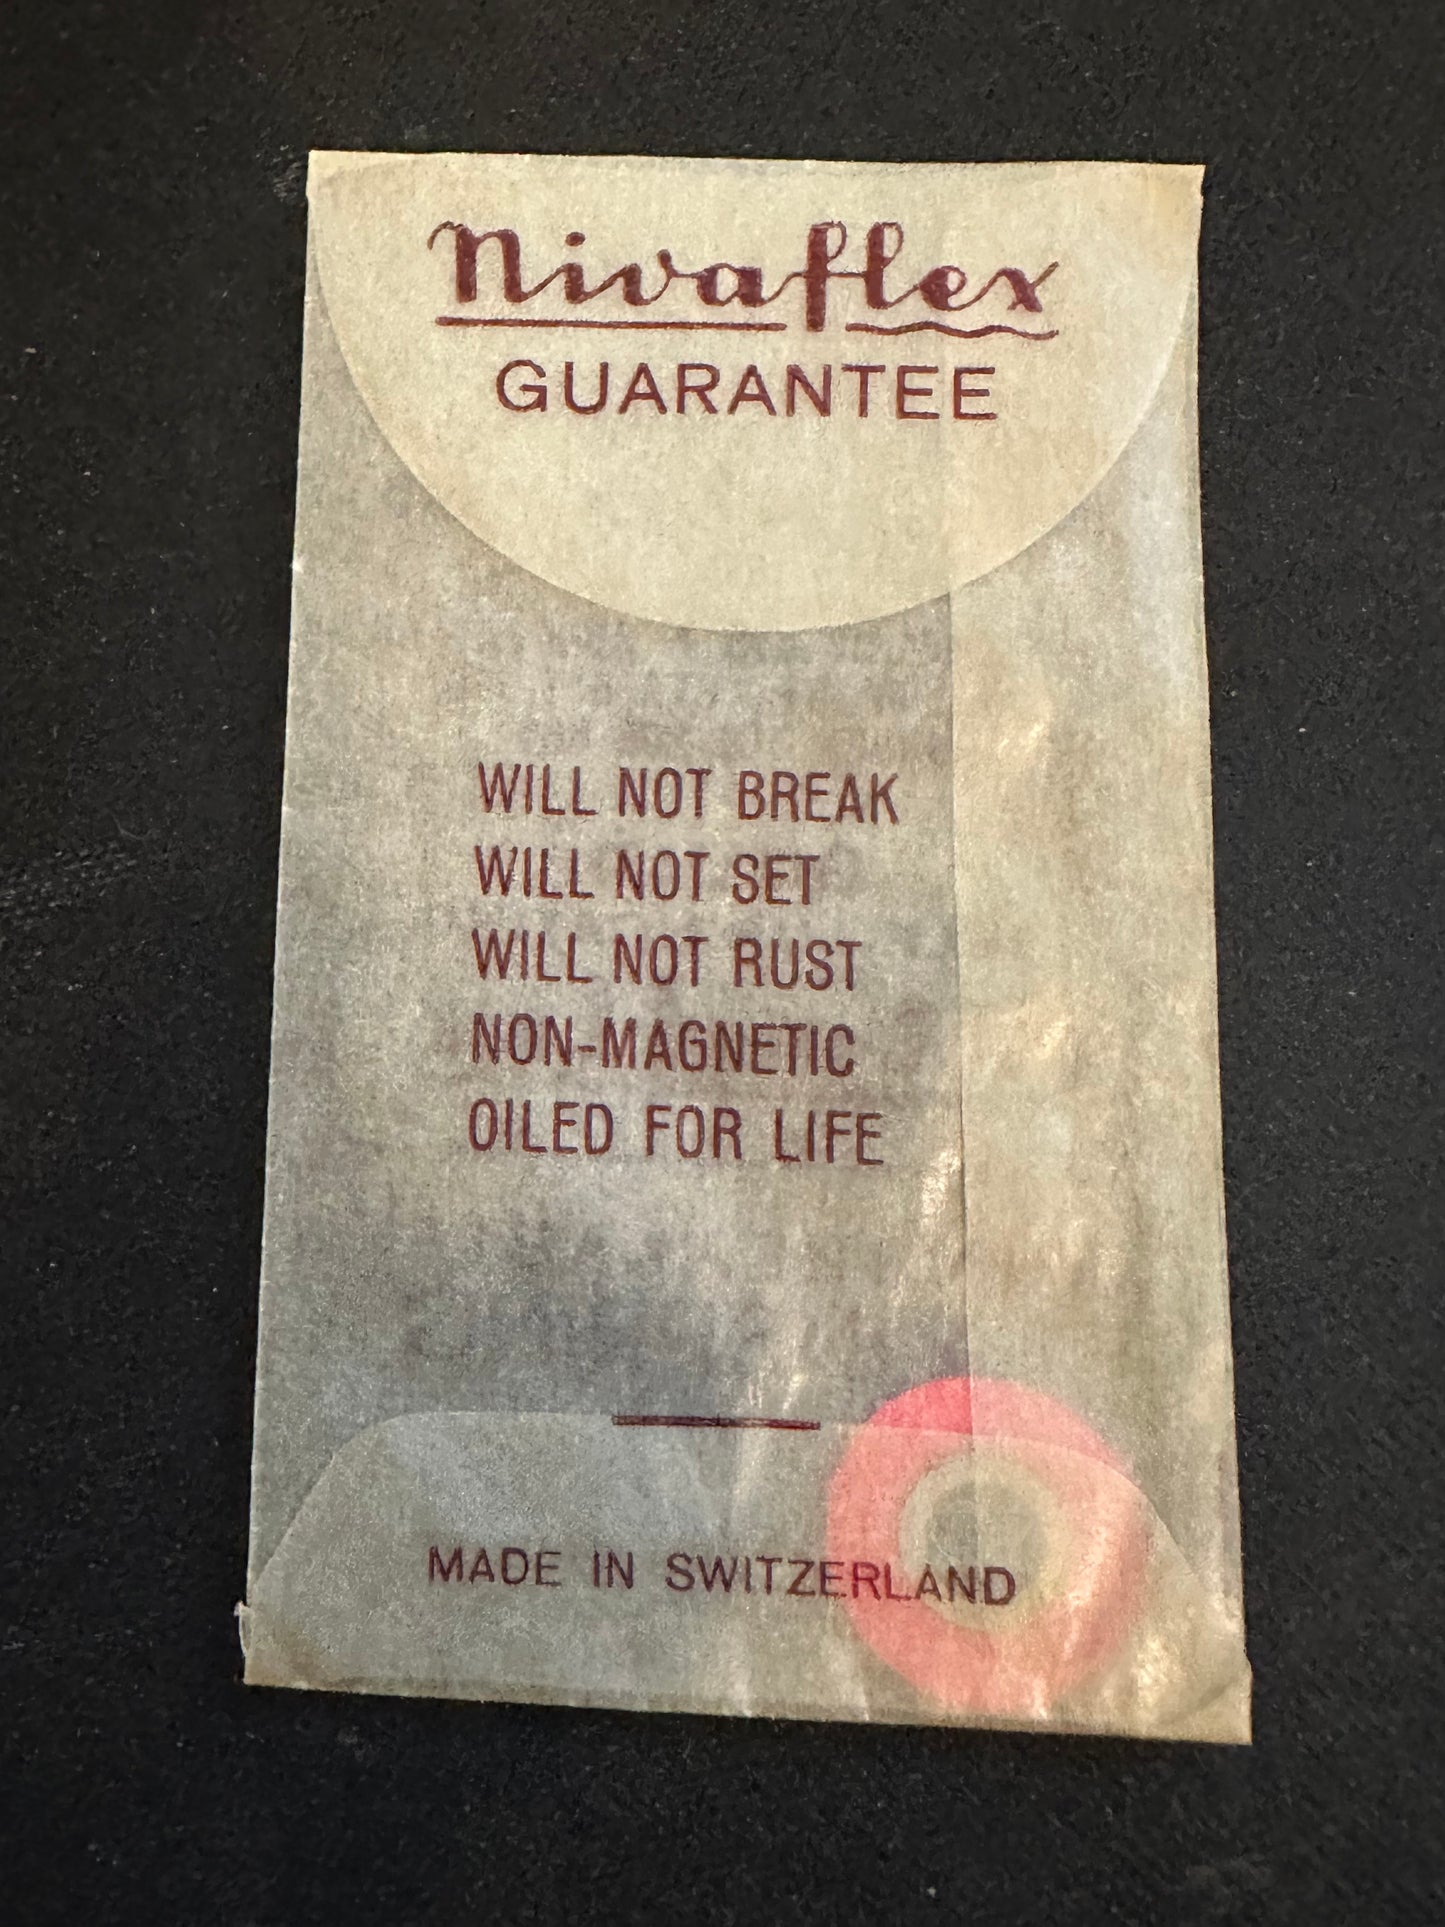 Nivaflex
GUARANTEE
WILL NOT BREAK
WILL NOT SET
WILL NOT RUST
NON-MAGNETIC
OILED FOR LIFE
MADE IN SWITZERLAND